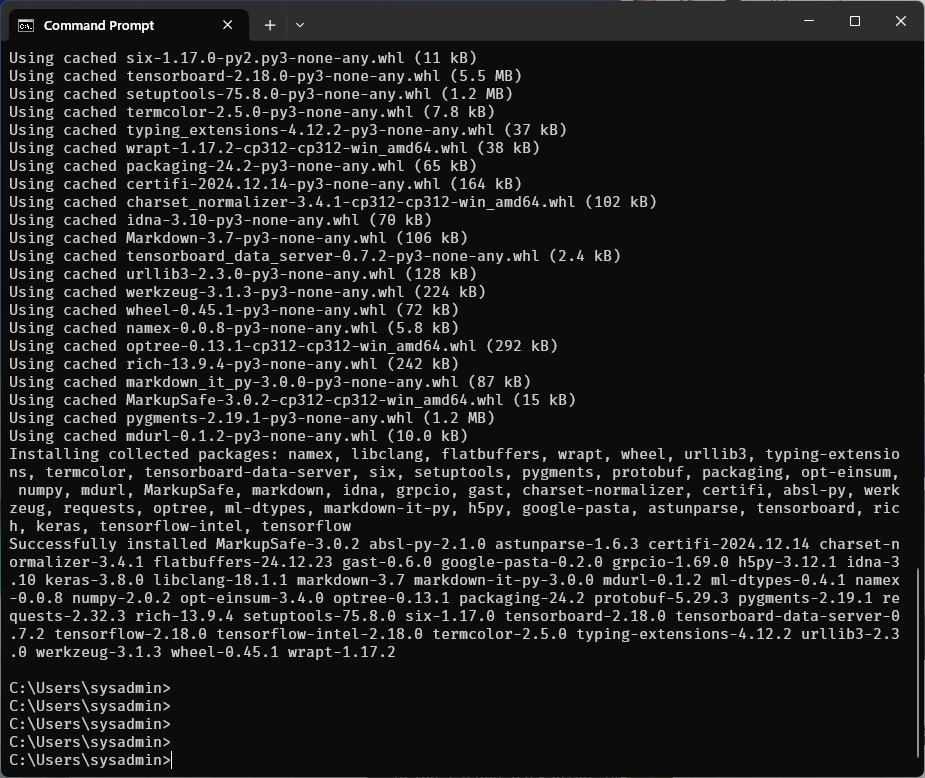 Command Prompt
Using cached six-1.17.0-py2.py3-none-any.whl (11 kB)
Using cached tensorboard-2.18.0-py3-none-any.whl (5.5 MB)
Using cached setuptools-75.8.0-py3-none-any.whl (1.2 MB)
Using cached termcolor-2.5.0-py3-none-any.whl (7.8 kB)
Using cached typing_extensions-4.12.2-py3-none-any.whl (37 kB)
Using cached wrapt-1.17.2-cp312-cp312-win_amd64.whl (38 kB)
Using cached packaging-24.2-py3-none-any.whl (65 kB)
Using cached certifi-2024.12.14-py3-none-any.whl (164 kB)
Using cached charset_normalizer-3.4.1-cp312-cp312-win_amd64.whl (102 kB)
Using cached idna-3.10-py3-none-any.whl (70 kB)
Using cached Markdown-3.7-py3-none-any.whl (106 kB)
Using cached tensorboard_data_server-0.7.2-py3-none-any.whl (2.4 kB)
Using cached urllib3-2.3.0-py3-none-any.whl (128 kB)
Using cached werkzeug-3.1.3-py3-none-any.whl (224 kB)
Using cached wheel-0.45.1-py3-none-any.whl (72 kB)
Using cached namex-0.0.8-py3-none-any.whl (5.8 kB)
Using cached optree-0.13.1-cp312-cp312-win_amd64.whl (292 kB)
Using cached rich-13.9.4-py3-none-any.whl (242 kB)
Using cached markdown_it_py-3.0.0-py3-none-any.whl (87 kB)
Using cached MarkupSafe-3.0.2-cp312-cp312-win_amd64.whl (15 kB)
Using cached pygments-2.19.1-py3-none-any.whl (1.2 MB)
Using cached mdurl-0.1.2-py3-none-any.whl (10.0 kB)
Installing collected packages: namex, libclang, flatbuffers, wrapt, wheel, urllib3, typing-extensio
ns, termcolor, tensorboard-data-server, six, setuptools, pygments, protobuf, packaging, opt-einsum,
 numpy, mdurl, MarkupSafe, markdown, idna, grpcio, gast, charset-normalizer, certifi, absl-py, werk
zeug, requests, optree, ml-dtypes, markdown-it-py, h5py, google-pasta, astunparse, tensorboard, ric
h, keras, tensorflow-intel, tensorflow
Successfully installed MarkupSafe-3.0.2 absl-py-2.1.0 astunparse-1.6.3 certifi-2024.12.14 charset-n
ormalizer-3.4.1 flatbuffers-24.12.23 gast-0.6.0 google-pasta-0.2.0 grpcio-1.69.0 h5py-3.12.1 idna-3
.10 keras-3.8.0 libclang-18.1.1 markdown-3.7 markdown-it-py-3.0.0 mdurl-0.1.2 ml-dtypes-0.4.1 namex
-0.0.8 numpy-2.0.2 opt-einsum-3.4.0 optree-0.13.1 packaging-24.2 protobuf-5.29.3 pygments-2.19.1 re
quests-2.32.3 rich-13.9.4 setuptools-75.8.0 six-1.17.0 tensorboard-2.18.0 tensorboard-data-server-0
.7.2 tensorflow-2.18.0 tensorflow-intel-2.18.0 termcolor-2.5.0 typing-extensions-4.12.2 urllib3-2.3
.0 werkzeug-3.1.3 wheel-0.45.1 wrapt-1.17.2
C:\Users\sysadmin>
C:\Users\sysadmin>
C:\Users\sysadmin>
C:\Users\sysadmin>
C:\Users\sysadmin>